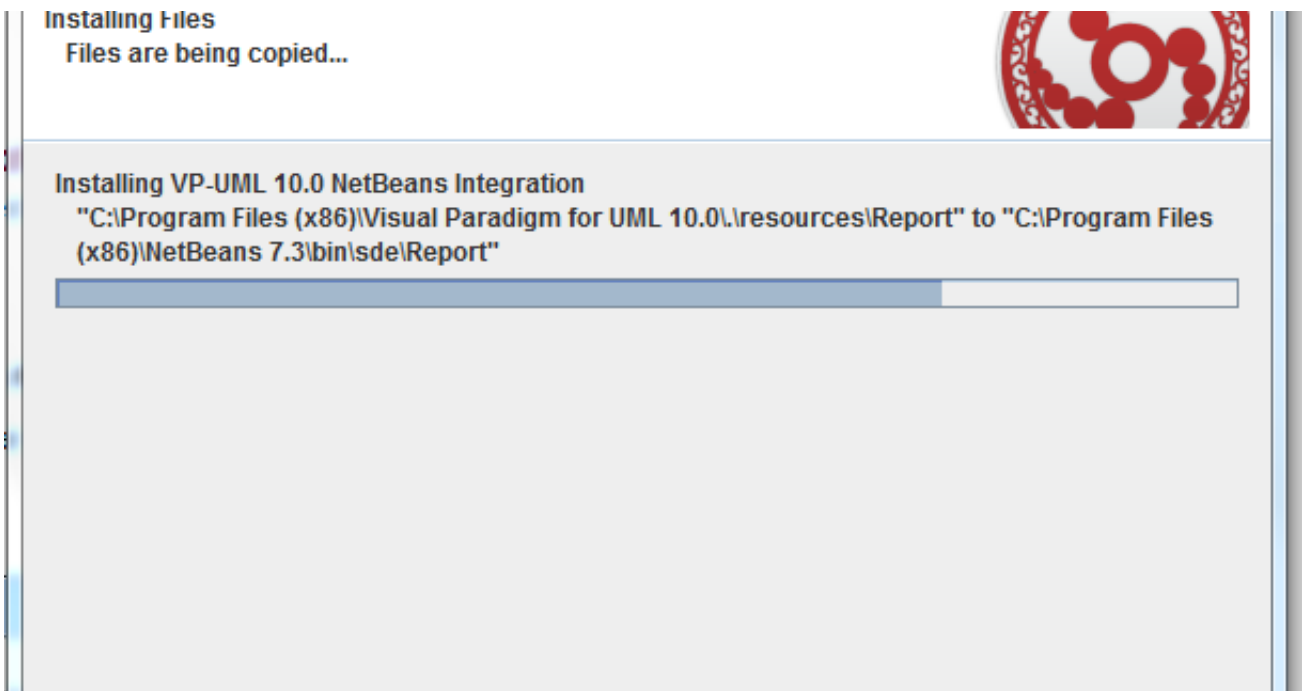 Installing Files
Files are being copied...
Installing VP-UML 10.0 NetBeans Integration
"C:\Program Files (x86)\Visual Paradigm for UML 10.0\.\resources\Report" to "C:\Program Files
(x86)\NetBeans 7.3\bin\sde\Report"